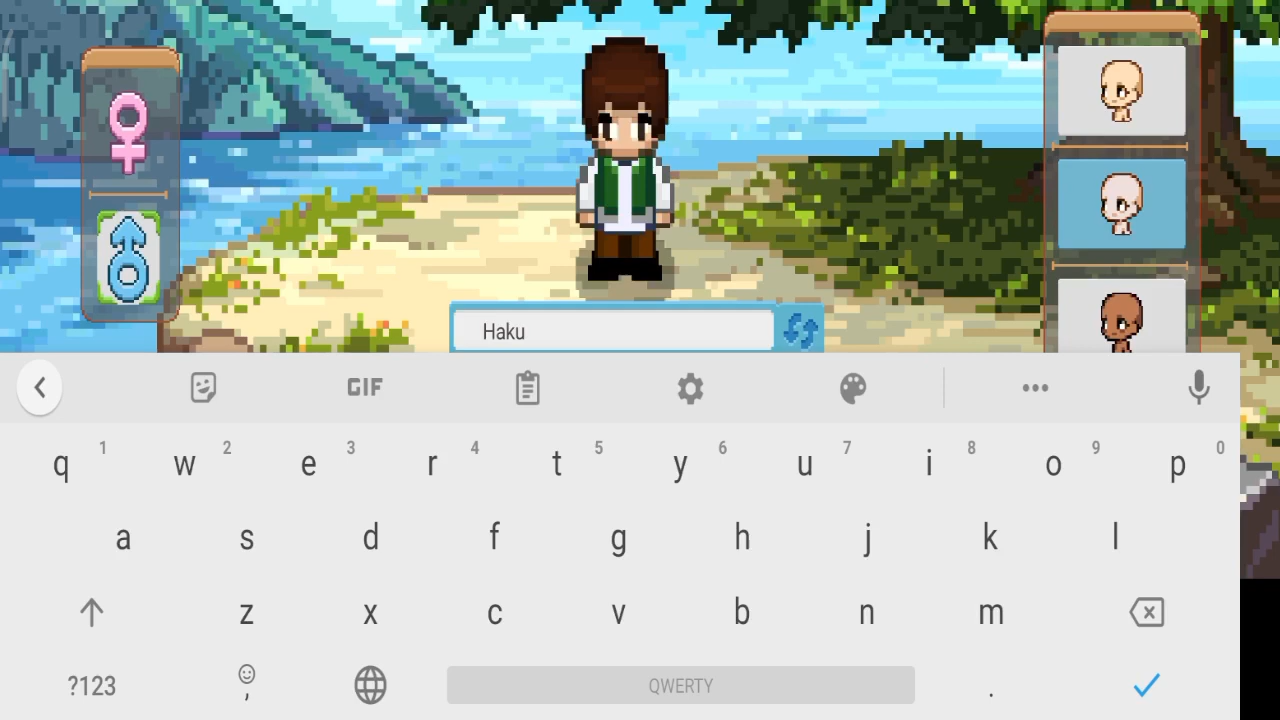 Haku
GIF
q 1 w 2 e 3 r 4 t 5 y 6 u 7 i 8 o 9 p 0
a s d f g h j k l
z x c v b n m
?123 , QWERTY .